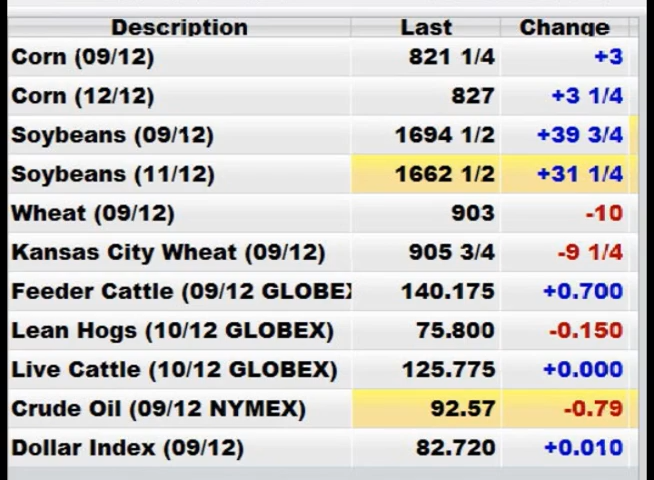 Description Last Change
Corn (09/12) 821 1/4 +3
Corn (12/12) 827 +3 1/4
Soybeans (09/12) 1694 1/2 +39 3/4
Soybeans (11/12) 1662 1/2 +31 1/4
Wheat (09/12) 903 -10
Kansas City Wheat (09/12) 905 3/4 -9 1/4
Feeder Cattle (09/12 GLOBEX) 140.175 +0.700
Lean Hogs (10/12 GLOBEX) 75.800 -0.150
Live Cattle (10/12 GLOBEX) 125.775 +0.000
Crude Oil (09/12 NYMEX) 92.57 -0.79
Dollar Index (09/12) 82.720 +0.010